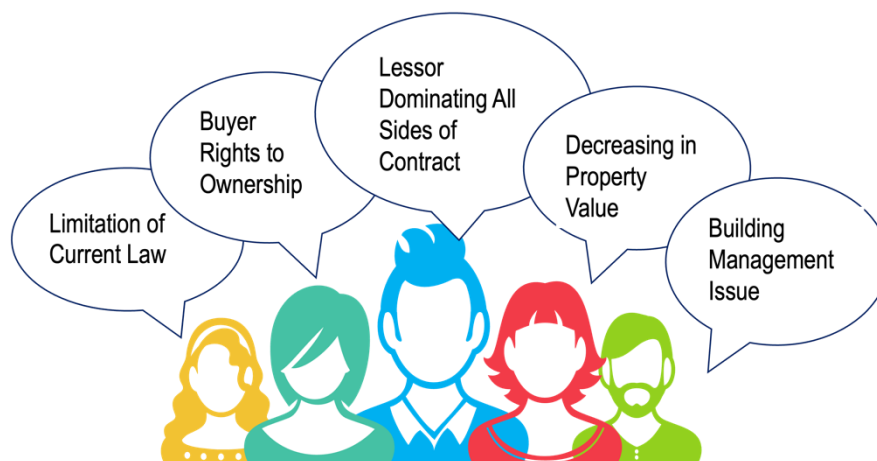 Limitation of
Current Law
Buyer
Rights to
Ownership
Lessor
Dominating All
Sides of
Contract
Decreasing in
Property
Value
Building
Management
Issue